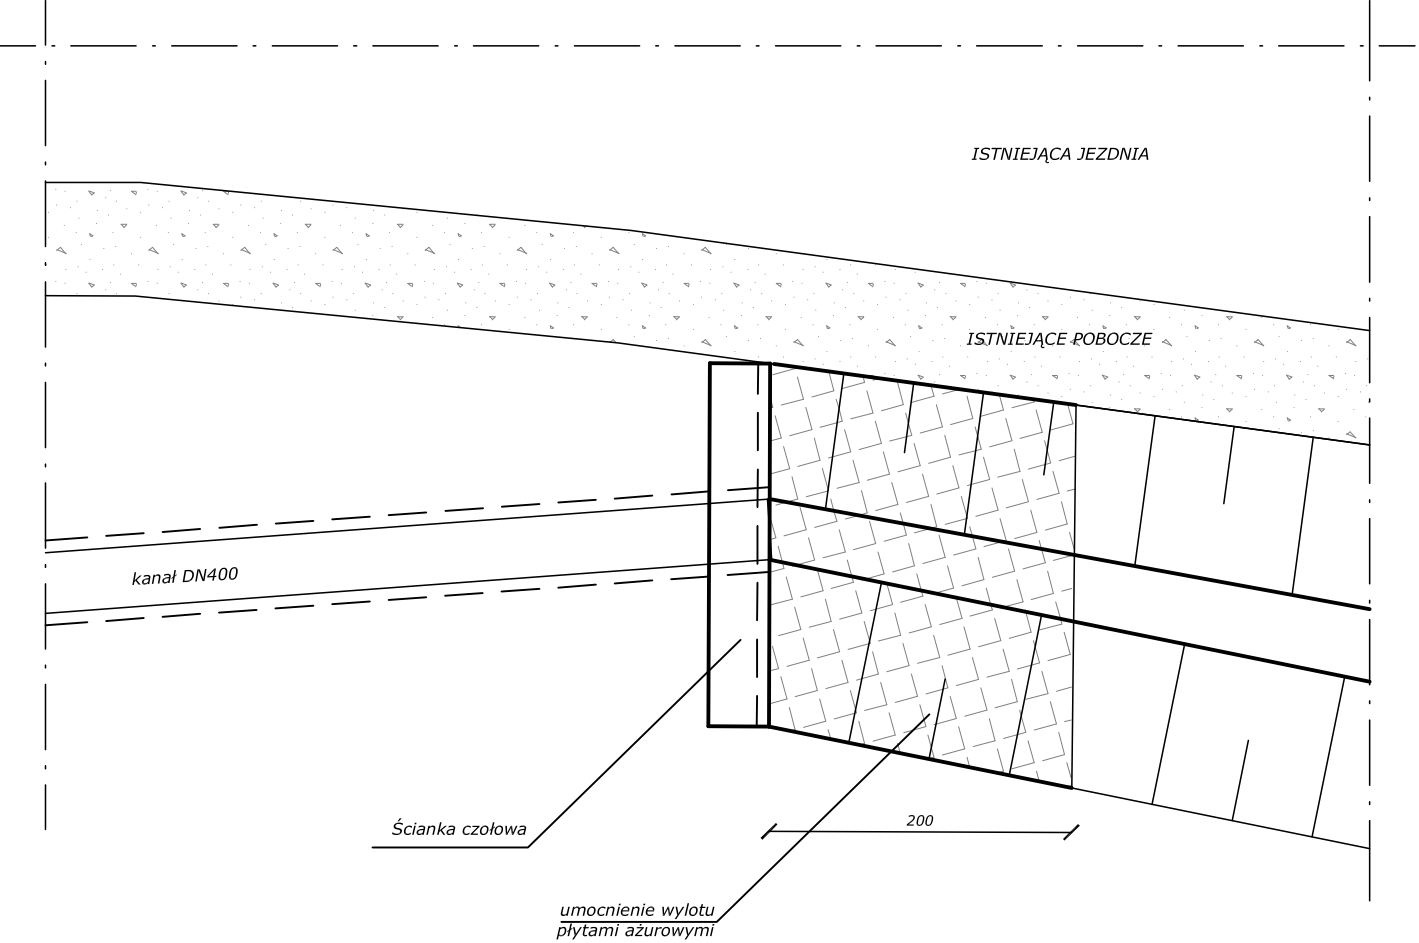 ISTNIEJĄCA JEZDNIA
ISTNIEJĄCE POBOCZE
kanał DN400
200
Ścianka czołowa
umocnienie wylotu
płytami ażurowymi